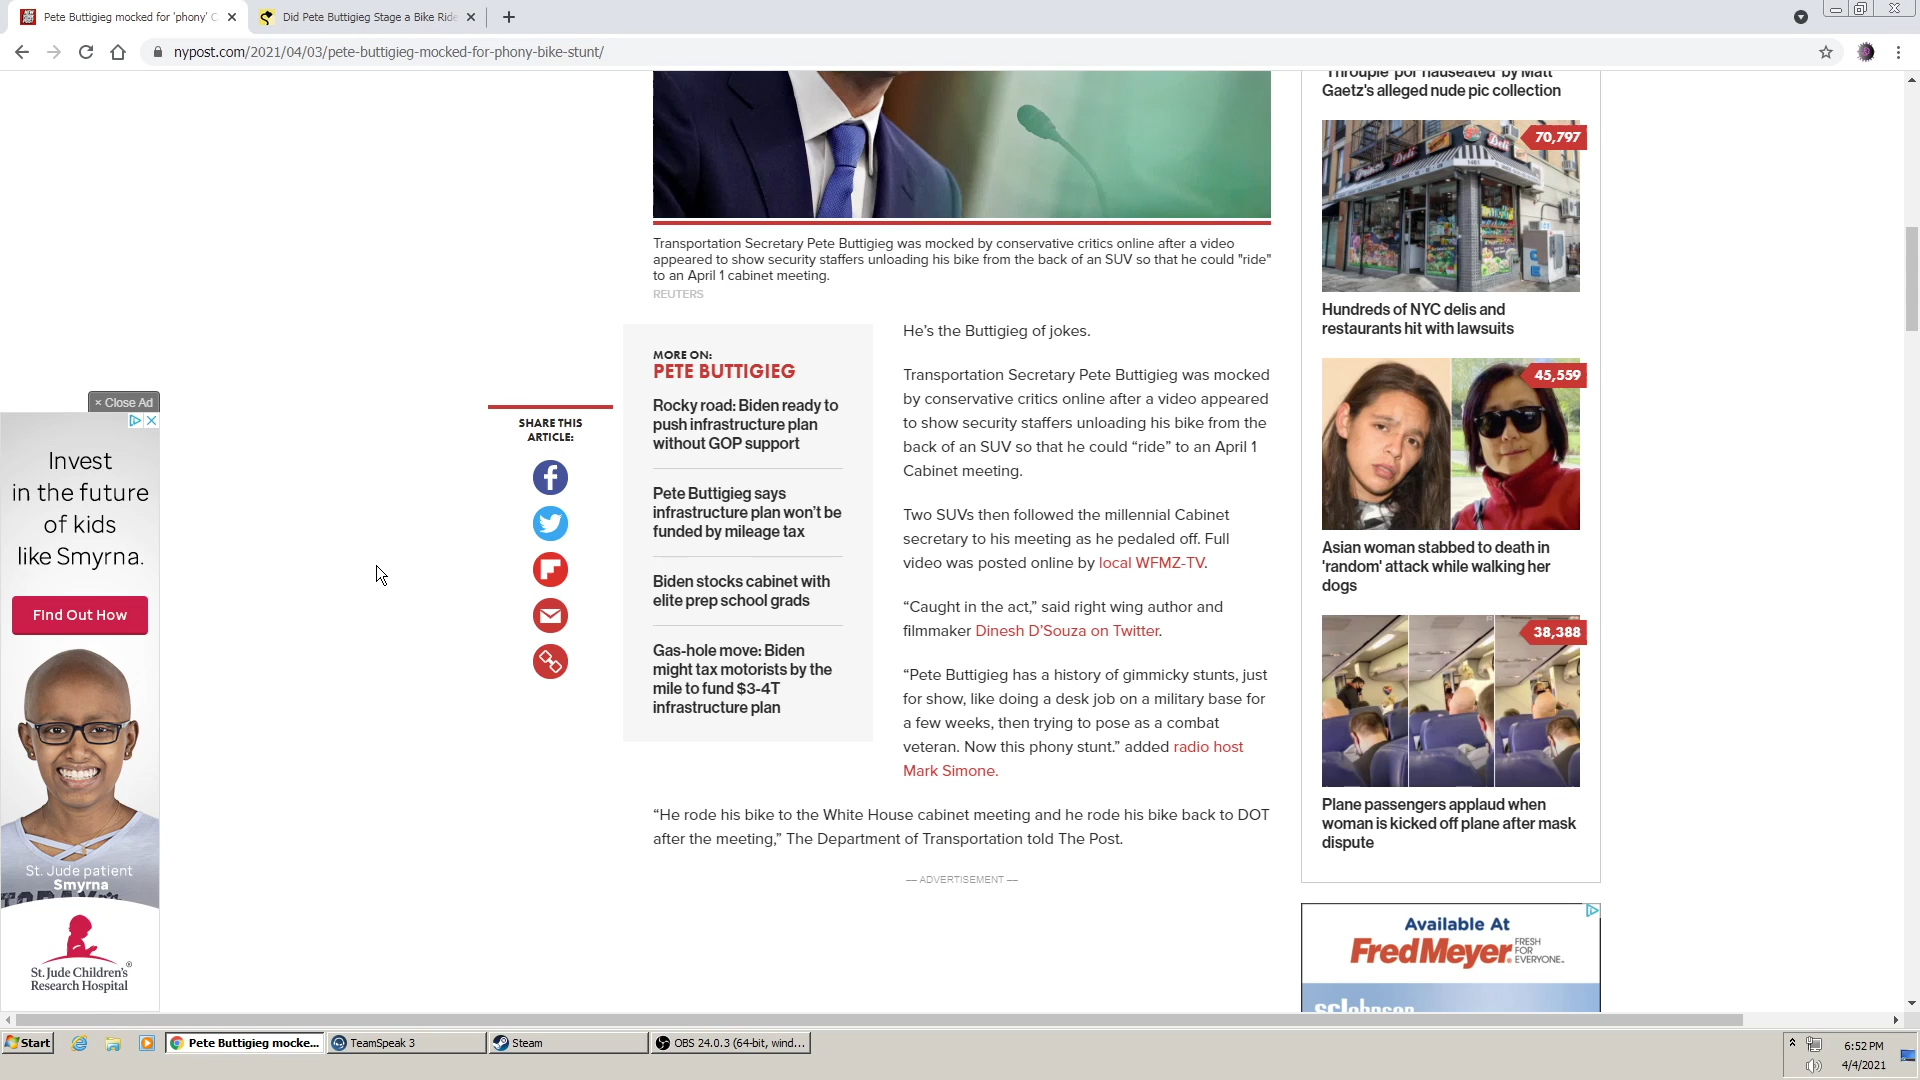 Pete Buttigieg mocked for 'phony' C
Did Pete Buttigieg Stage a Bike Ride
nypost.com/2021/04/03/pete-buttigieg-mocked-for-phony-bike-stunt/
Transportation Secretary Pete Buttigieg was mocked by conservative critics online after a video
appeared to show security staffers unloading his bike from the back of an SUV so that he could "ride"
to an April 1 cabinet meeting.
REUTERS
SHARE THIS
ARTICLE:
MORE ON:
PETE BUTTIGIEG
Rocky road: Biden ready to
push infrastructure plan
without GOP support
Pete Buttigieg says
infrastructure plan won't be
funded by mileage tax
Biden stocks cabinet with
elite prep school grads
Gas-hole move: Biden
might tax motorists by the
mile to fund $3-4T
infrastructure plan
He's the Buttigieg of jokes.
Transportation Secretary Pete Buttigieg was mocked
by conservative critics online after a video appeared
to show security staffers unloading his bike from the
back of an SUV so that he could “ride” to an April 1
Cabinet meeting.
Two SUVs then followed the millennial Cabinet
secretary to his meeting as he pedaled off. Full
video was posted online by local WFMZ-TV.
“Caught in the act,” said right wing author and
filmmaker Dinesh D'Souza on Twitter.
“Pete Buttigieg has a history of gimmicky stunts, just
for show, like doing a desk job on a military base for
a few weeks, then trying to pose as a combat
veteran. Now this phony stunt.” added radio host
Mark Simone.
“He rode his bike to the White House cabinet meeting and he rode his bike back to DOT
after the meeting,” The Department of Transportation told The Post.
— ADVERTISEMENT —
'Throuple' pol 'nauseated' by Matt
Gaetz's alleged nude pic collection
70,797
Deli
Deli
Hundreds of NYC delis and
restaurants hit with lawsuits
45,559
Asian woman stabbed to death in
'random' attack while walking her
dogs
38,388
Plane passengers applaud when
woman is kicked off plane after mask
dispute
Available At
FredMeyer FRESH FOR EVERYONE
scJohnson
× Close Ad
Invest
in the future
of kids
like Smyrna.
Find Out How
St. Jude patient
Smyrna
St. Jude Children's
Research Hospital
Start
Pete Buttigieg mocke...
TeamSpeak 3
Steam
OBS 24.0.3 (64-bit, wind...
6:52 PM
4/4/2021